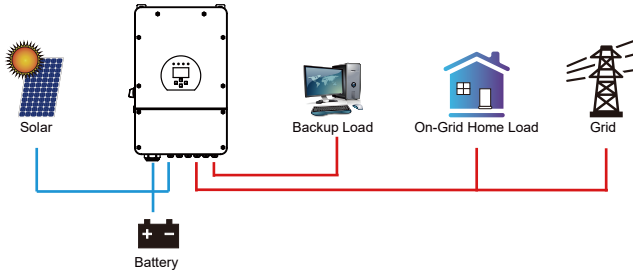 Solar
Backup Load
On-Grid Home Load
Grid
Battery